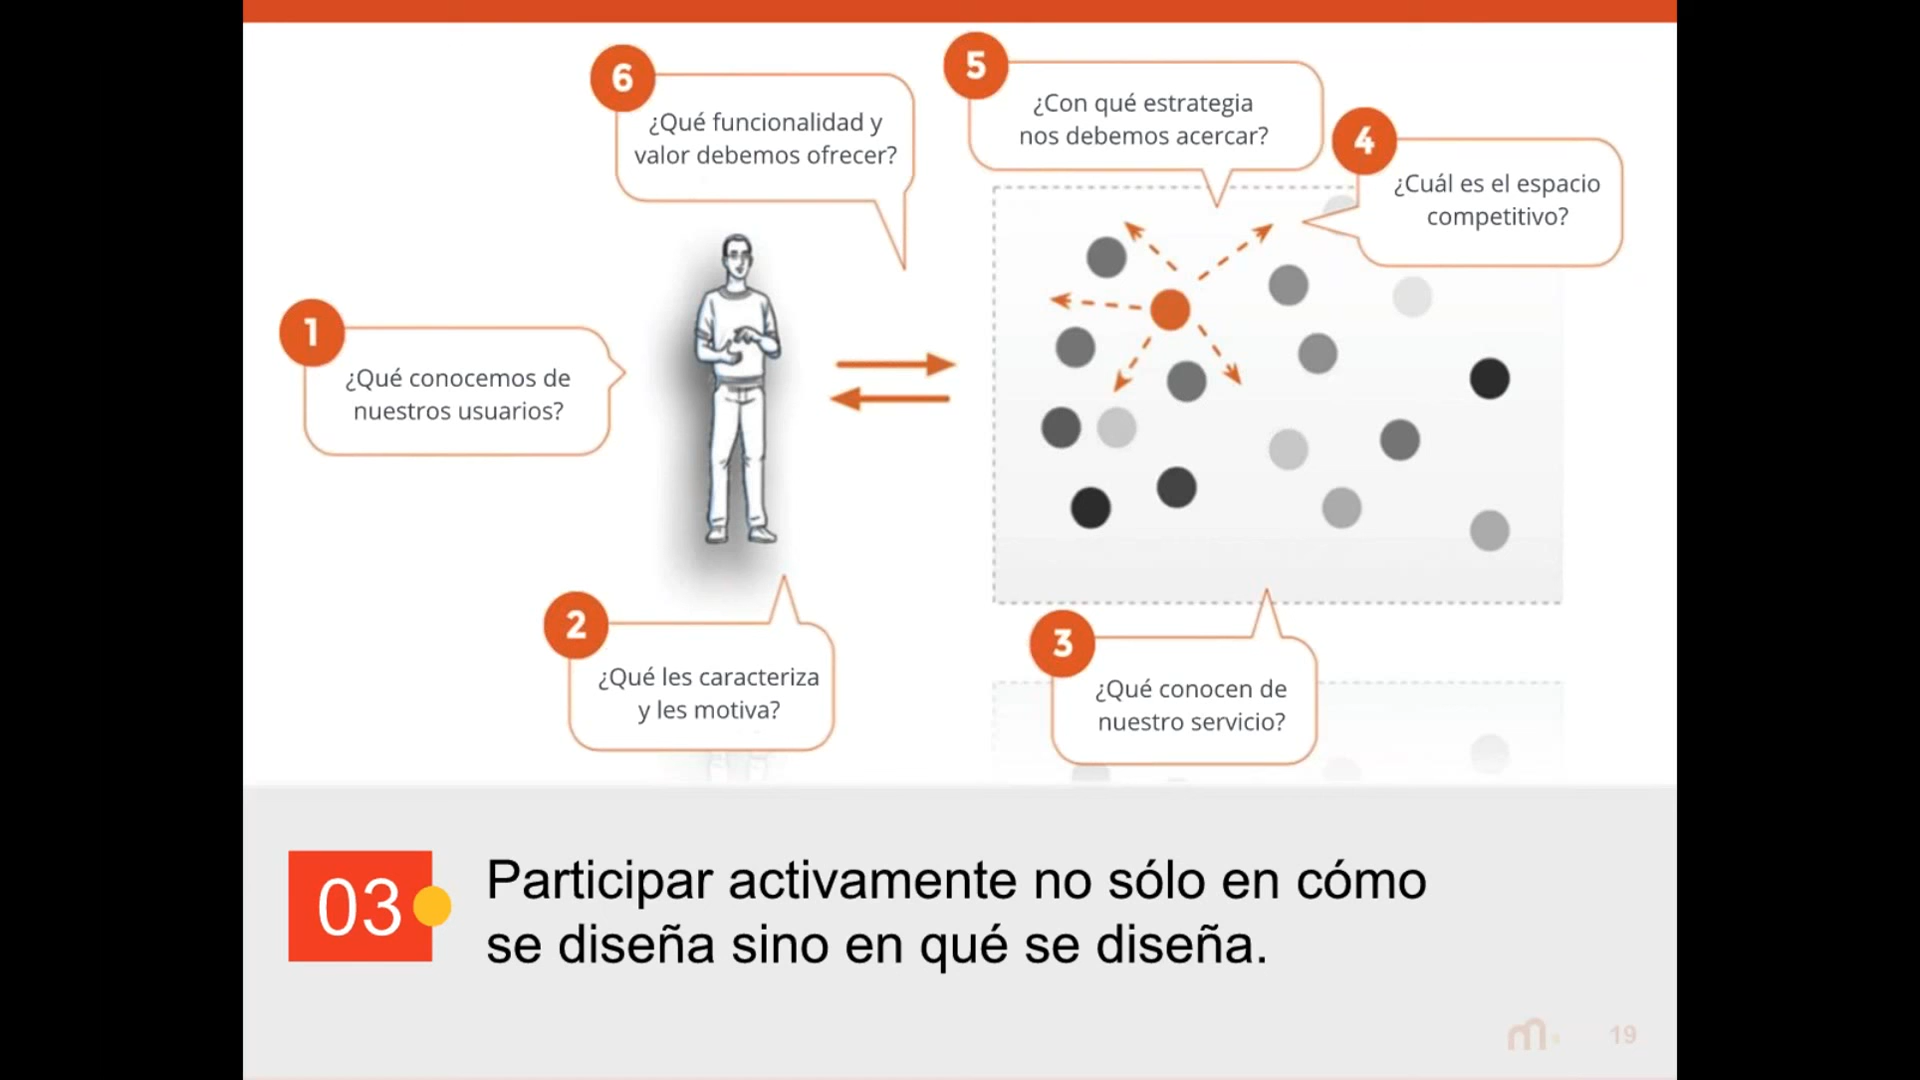 6
¿Qué funcionalidad y
valor debemos ofrecer?
5
¿Con qué estrategia
nos debemos acercar?
4
¿Cuál es el espacio
competitivo?
1
¿Qué conocemos de
nuestros usuarios?
2
¿Qué les caracteriza
y les motiva?
3
¿Qué conocen de
nuestro servicio?
03
Participar activamente no sólo en cómo
se diseña sino en qué se diseña.
m.
19